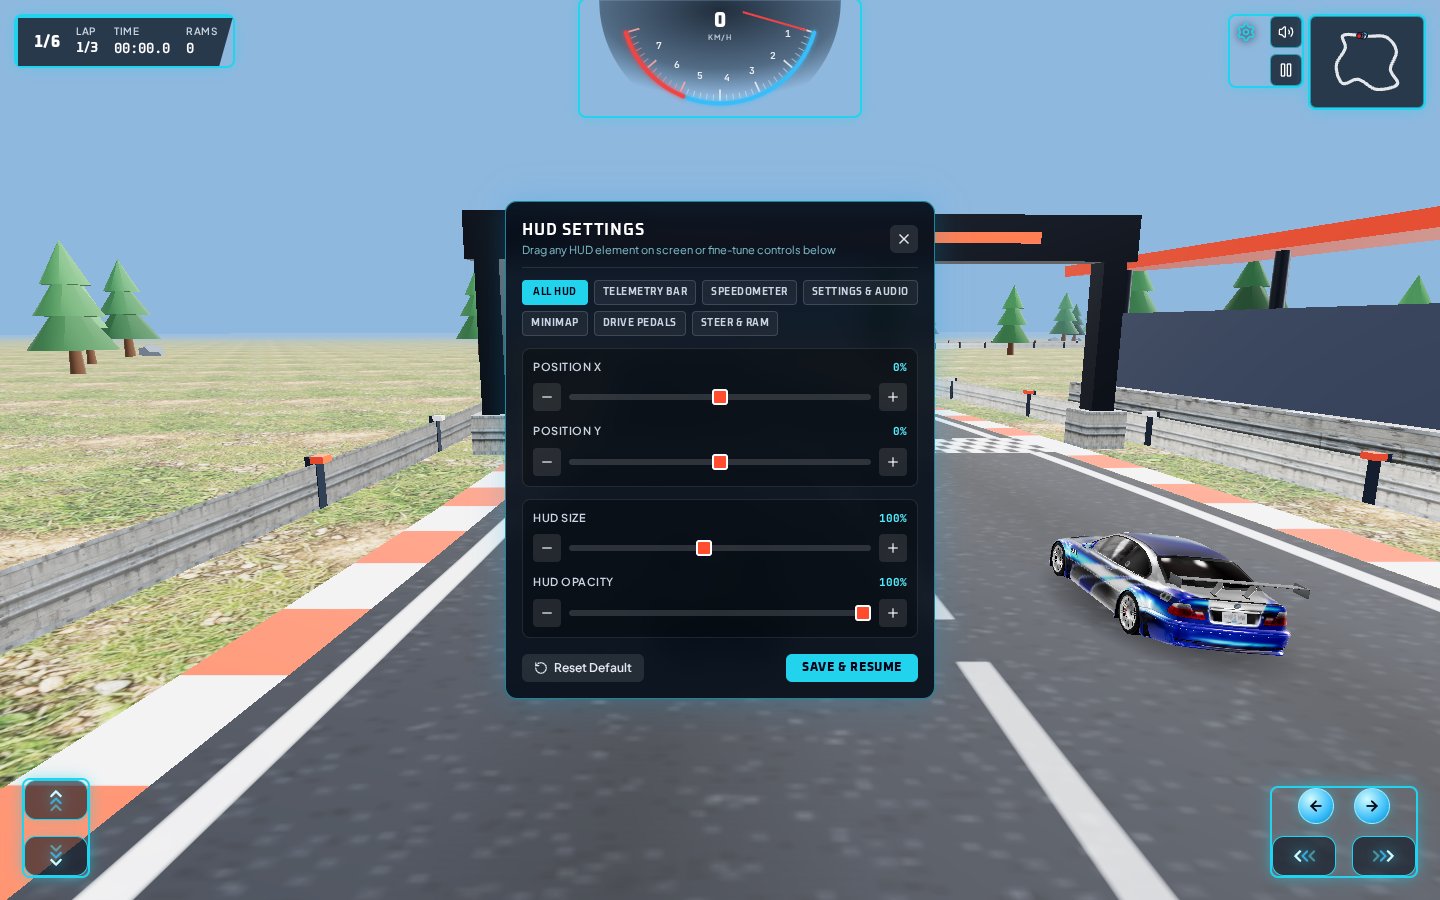 1/6
LAP
1/3
TIME
00:00.0
RAMS
0
0
KM/H
1
2
3
4
5
6
7
HUD SETTINGS
Drag any HUD element on screen or fine-tune controls below
ALL HUD
TELEMETRY BAR
SPEEDOMETER
SETTINGS & AUDIO
MINIMAP
DRIVE PEDALS
STEER & RAM
POSITION X
0%
POSITION Y
0%
HUD SIZE
100%
HUD OPACITY
100%
Reset Default
SAVE & RESUME